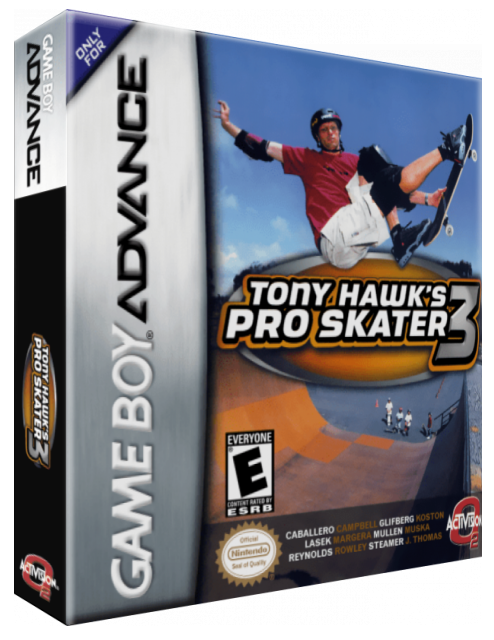 GAME BOY
ADVANCE
TONY HAWK'S
PRO SKATER
3
ACTIVISION
O2
ONLY
FOR
GAME BOY ADVANCE
TONY HAWK'S
PRO SKATER 3
EVERYONE
E
CONTENT RATED BY
ESRB
Official
Nintendo
Seal of Quality
CABALLERO CAMPBELL GLIFBERG KOSTON
LASEK MARGERA MULLEN MUSKA
REYNOLDS ROWLEY STEAMER J. THOMAS
ACTIVISION
O2